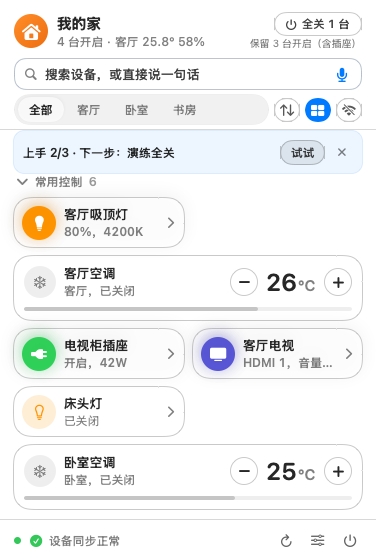 我的家
4 台开启 · 客厅 25.8° 58%
全关 1 台
保留 3 台开启（含插座）
搜索设备，或直接说一句话
全部 客厅 卧室 书房
上手 2/3 · 下一步：演练全关 试试
常用控制 6
客厅吸顶灯
80%，4200K
客厅空调
客厅，已关闭
26°C
电视柜插座
开启，42W
客厅电视
HDMI 1，音量...
床头灯
已关闭
卧室空调
卧室，已关闭
25°C
设备同步正常